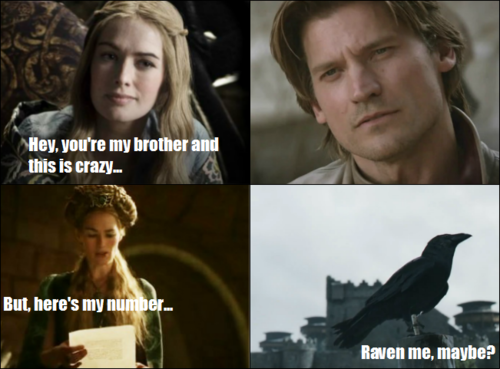 Hey, you're my brother and
this is crazy...
But, here's my number...
Raven me, maybe?